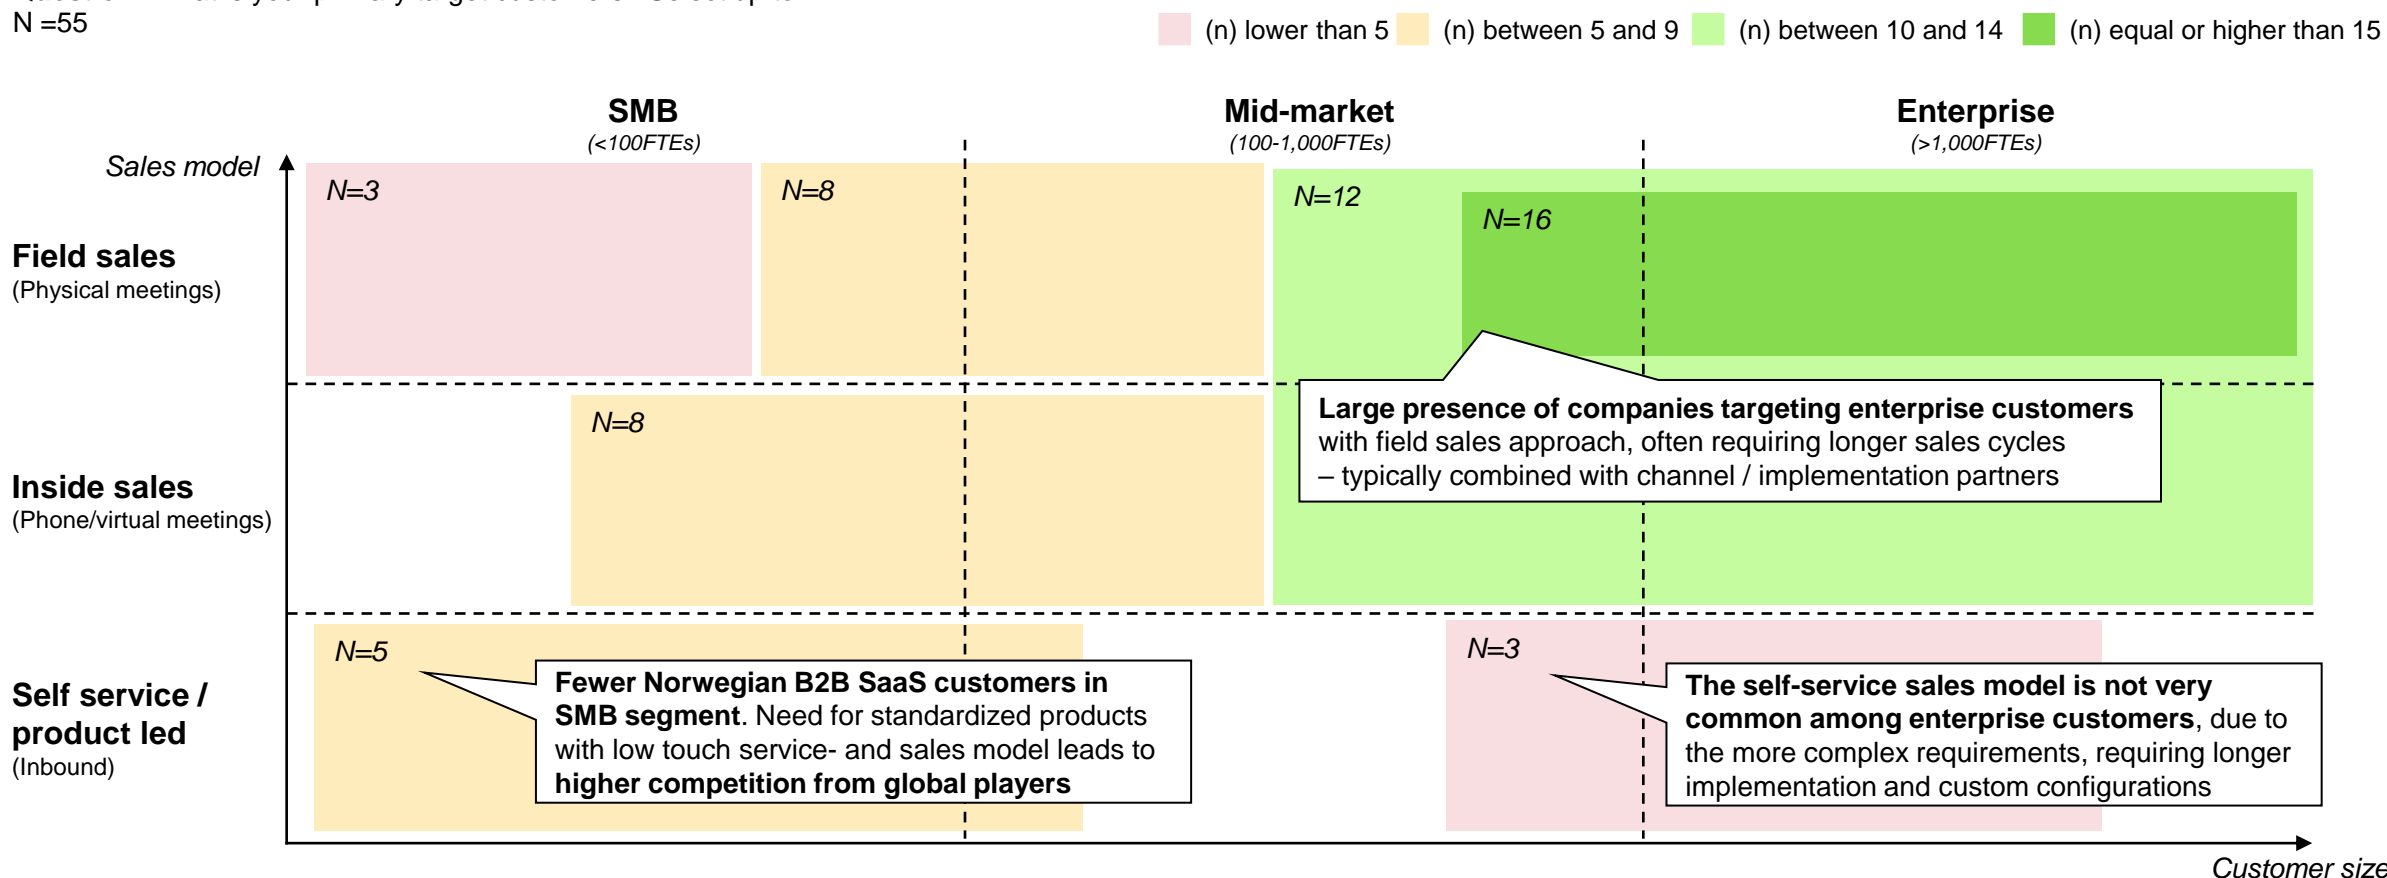 N =55
(n) lower than 5
(n) between 5 and 9
(n) between 10 and 14
(n) equal or higher than 15
SMB
(<100FTEs)
Mid-market
(100-1,000FTEs)
Enterprise
(>1,000FTEs)
Sales model
N=3
N=8
N=12
N=16
Field sales
(Physical meetings)
Large presence of companies targeting enterprise customers
with field sales approach, often requiring longer sales cycles
– typically combined with channel / implementation partners
N=8
Inside sales
(Phone/virtual meetings)
N=5
N=3
Self service /
product led
(Inbound)
Fewer Norwegian B2B SaaS customers in
SMB segment. Need for standardized products
with low touch service- and sales model leads to
higher competition from global players
The self-service sales model is not very
common among enterprise customers, due to
the more complex requirements, requiring longer
implementation and custom configurations
Customer size